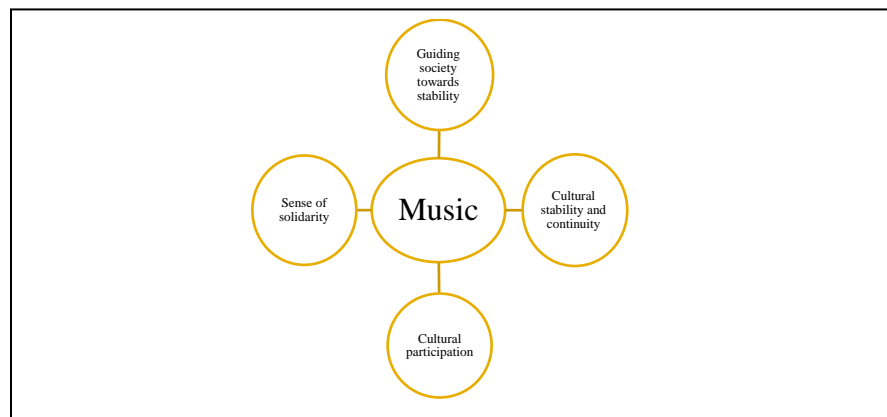 Guiding
society
towards
stability
Sense of
solidarity
Music
Cultural
stability and
continuity
Cultural
participation